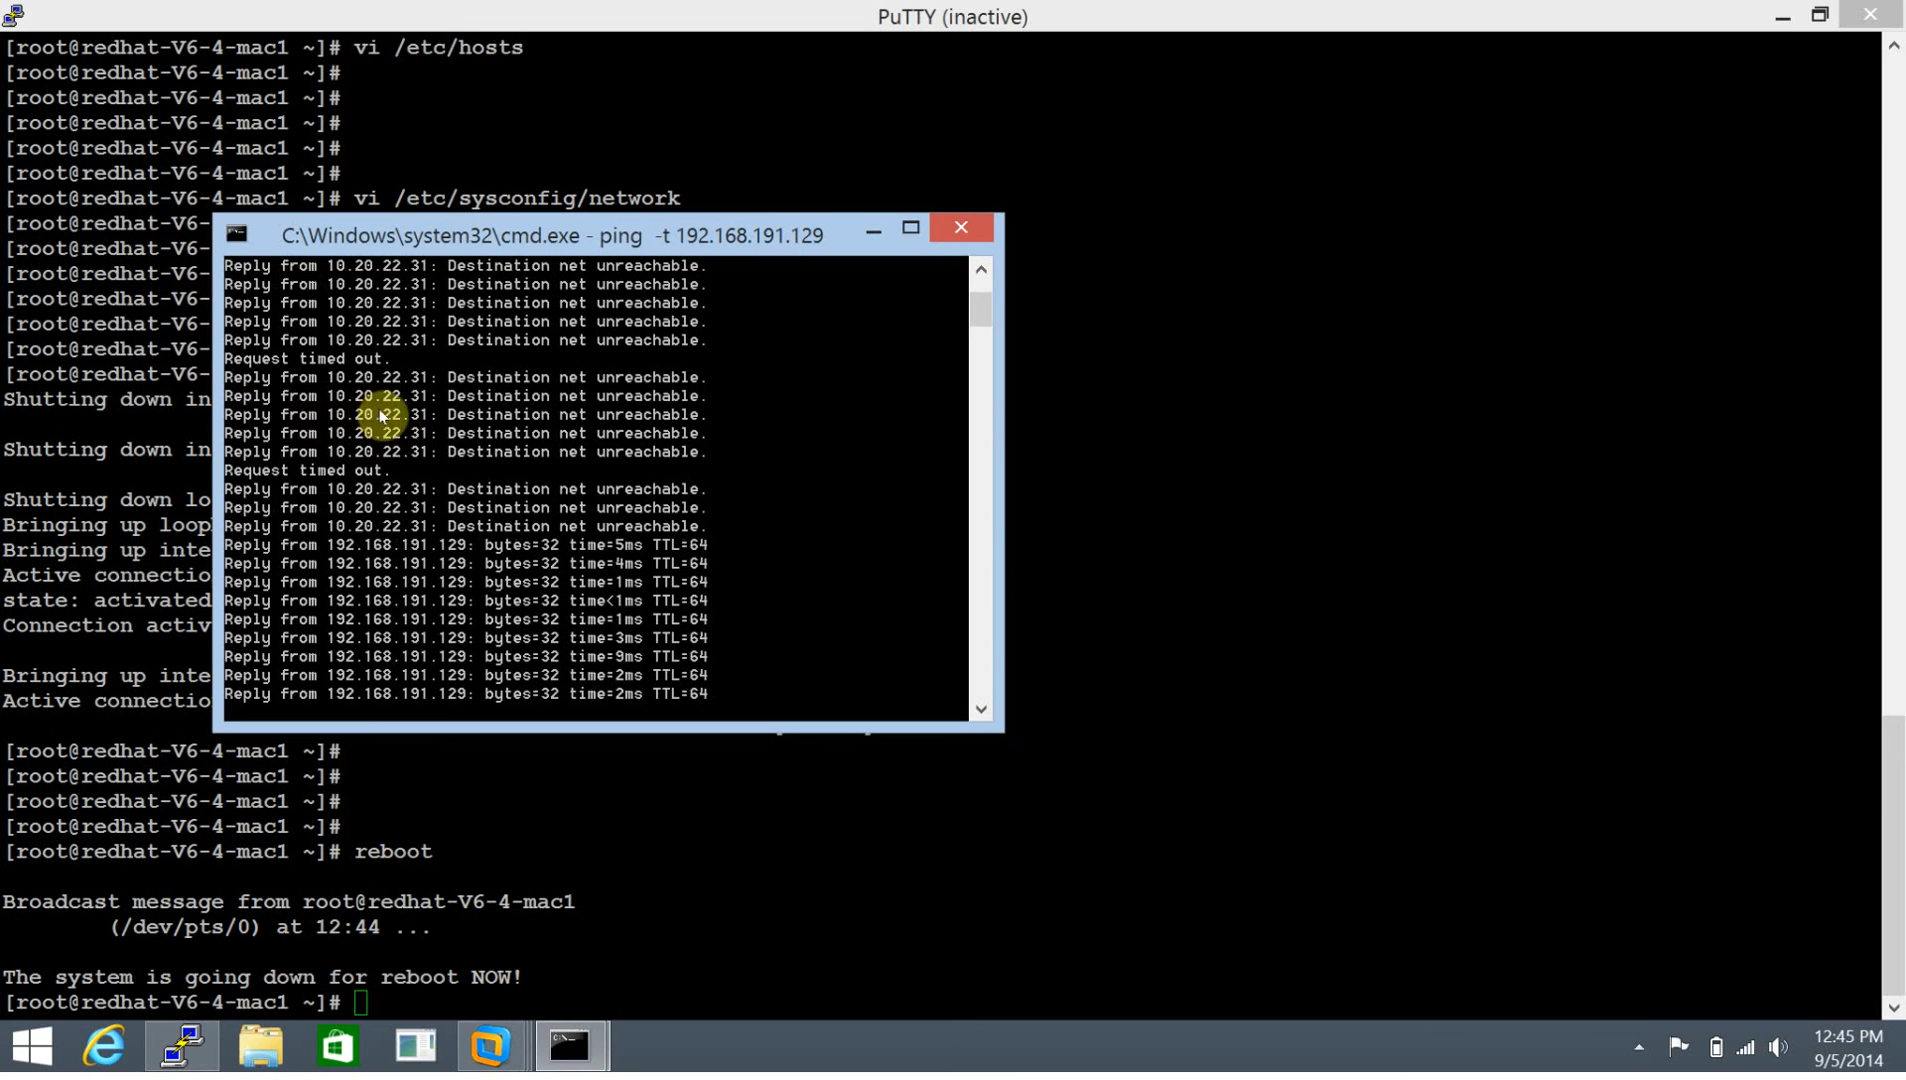 PuTTY (inactive)
[root@redhat-V6-4-mac1 ~]# vi /etc/hosts
[root@redhat-V6-4-mac1 ~]#
[root@redhat-V6-4-mac1 ~]#
[root@redhat-V6-4-mac1 ~]#
[root@redhat-V6-4-mac1 ~]#
[root@redhat-V6-4-mac1 ~]#
[root@redhat-V6-4-mac1 ~]# vi /etc/sysconfig/network
[root@redhat-V6-
[root@redhat-V6-
[root@redhat-V6-
[root@redhat-V6-
[root@redhat-V6-
[root@redhat-V6-
[root@redhat-V6-
Shutting down in
Shutting down in
Shutting down lo
Bringing up loop
Bringing up inte
Active connectio
state: activated
Connection activ
Bringing up inte
Active connectio
C:\Windows\system32\cmd.exe - ping -t 192.168.191.129
Reply from 10.20.22.31: Destination net unreachable.
Reply from 10.20.22.31: Destination net unreachable.
Reply from 10.20.22.31: Destination net unreachable.
Reply from 10.20.22.31: Destination net unreachable.
Reply from 10.20.22.31: Destination net unreachable.
Request timed out.
Reply from 10.20.22.31: Destination net unreachable.
Reply from 10.20.22.31: Destination net unreachable.
Reply from 10.20.22.31: Destination net unreachable.
Reply from 10.20.22.31: Destination net unreachable.
Reply from 10.20.22.31: Destination net unreachable.
Request timed out.
Reply from 10.20.22.31: Destination net unreachable.
Reply from 10.20.22.31: Destination net unreachable.
Reply from 10.20.22.31: Destination net unreachable.
Reply from 192.168.191.129: bytes=32 time=5ms TTL=64
Reply from 192.168.191.129: bytes=32 time=4ms TTL=64
Reply from 192.168.191.129: bytes=32 time=1ms TTL=64
Reply from 192.168.191.129: bytes=32 time<1ms TTL=64
Reply from 192.168.191.129: bytes=32 time=1ms TTL=64
Reply from 192.168.191.129: bytes=32 time=3ms TTL=64
Reply from 192.168.191.129: bytes=32 time=9ms TTL=64
Reply from 192.168.191.129: bytes=32 time=2ms TTL=64
Reply from 192.168.191.129: bytes=32 time=2ms TTL=64
[root@redhat-V6-4-mac1 ~]#
[root@redhat-V6-4-mac1 ~]#
[root@redhat-V6-4-mac1 ~]#
[root@redhat-V6-4-mac1 ~]#
[root@redhat-V6-4-mac1 ~]# reboot
Broadcast message from root@redhat-V6-4-mac1
(/dev/pts/0) at 12:44 ...
The system is going down for reboot NOW!
[root@redhat-V6-4-mac1 ~]#
12:45 PM
9/5/2014